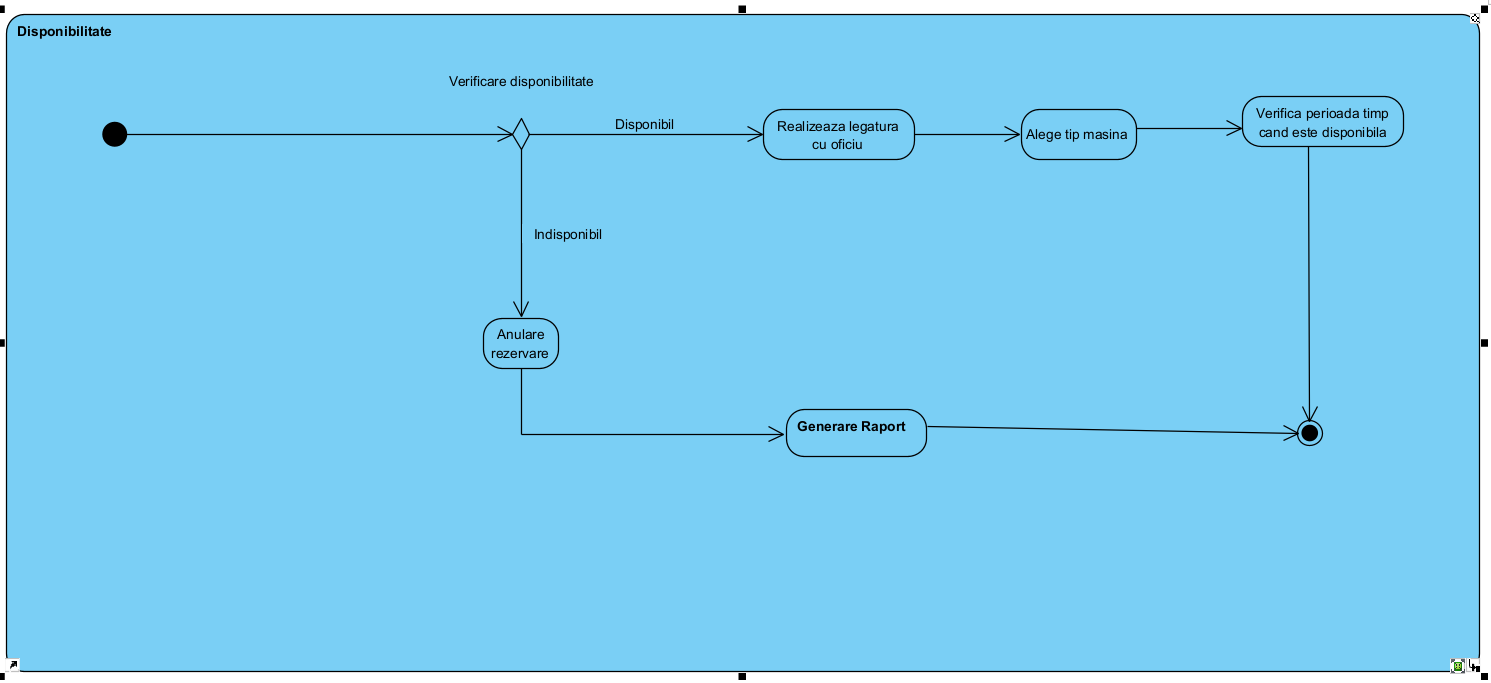 Disponibilitate
Verificare disponibilitate
Disponibil
Realizeaza legatura
cu oficiu
Alege tip masina
Verifica perioada timp
cand este disponibila
Indisponibil
Anulare
rezervare
Generare Raport